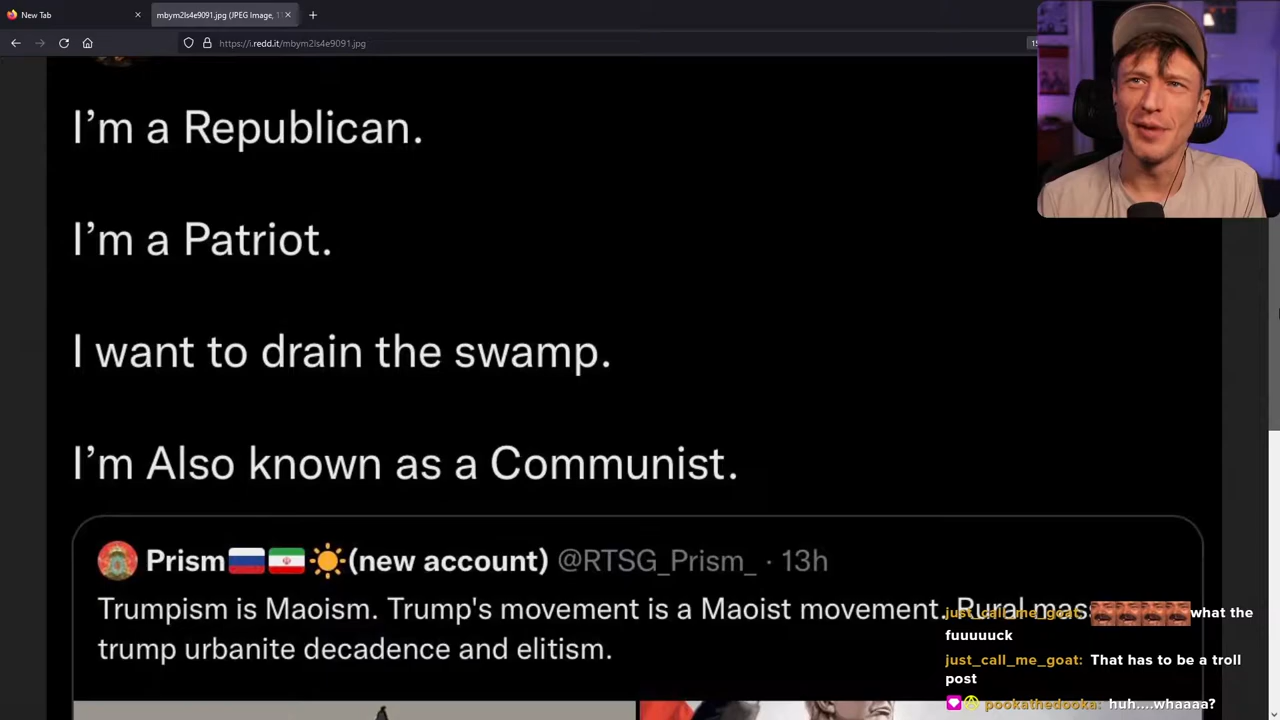 New Tab
mbym2ls4e9091.jpg (JPEG Image, 1
https://i.redd.it/mbym2ls4e9091.jpg
I’m a Republican.
I’m a Patriot.
I want to drain the swamp.
I’m Also known as a Communist.
Prism🇷🇺🇮🇷☀️(new account) @RTSG_Prism_ · 13h
Trumpism is Maoism. Trump's movement is a Maoist movement. Rural
trump urbanite decadence and elitism.
just_call_me_goat: what the
fuuuuuck
just_call_me_goat: That has to be a troll
post
pookathedooka: huh....whaaaa?